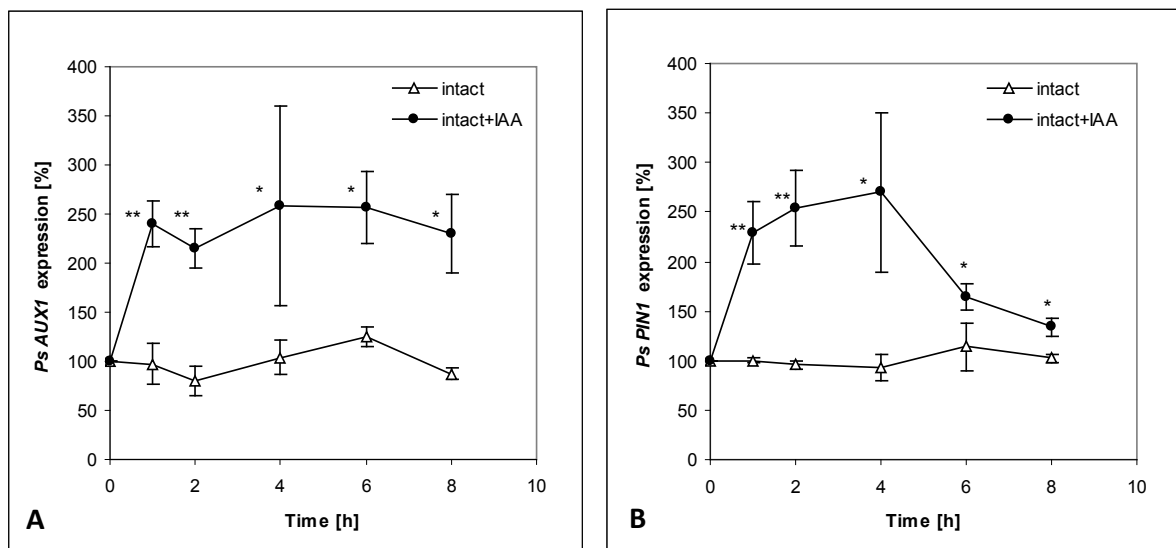 400
350
300
250
200
150
100
50
0
Ps AUX1 expression [%]
intact
intact+IAA
** ** * * *
0 2 4 6 8 10
Time [h]
A
400
350
300
250
200
150
100
50
0
Ps PIN1 expression [%]
intact
intact+IAA
** ** * * *
0 2 4 6 8 10
Time [h]
B